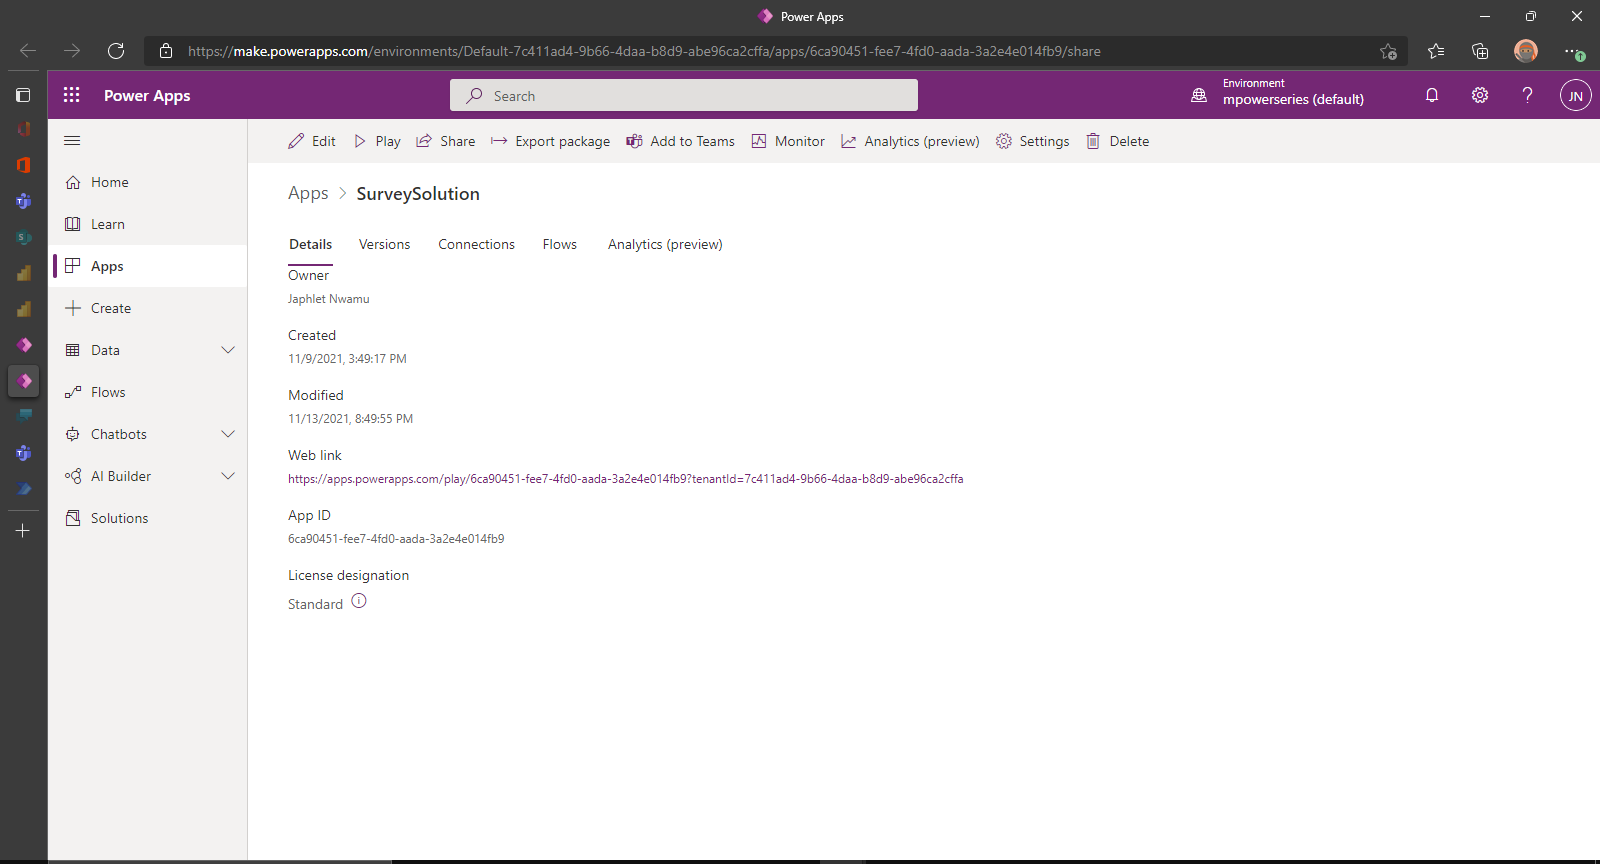 Power Apps
https://make.powerapps.com/environments/Default-7c411ad4-9b66-4daa-b8d9-abe96ca2cffa/apps/6ca90451-fee7-4fd0-aada-3a2e4e014fb9/share
Power Apps
Search
Environment
mpowerseries (default)
?
JN
Edit Play Share Export package Add to Teams Monitor Analytics (preview) Settings Delete
Home
Learn
Apps
Create
Data
Flows
Chatbots
AI Builder
Solutions
Apps > SurveySolution
Details Versions Connections Flows Analytics (preview)
Owner
Japhlet Nwamu
Created
11/9/2021, 3:49:17 PM
Modified
11/13/2021, 8:49:55 PM
Web link
https://apps.powerapps.com/play/6ca90451-fee7-4fd0-aada-3a2e4e014fb9?tenantId=7c411ad4-9b66-4daa-b8d9-abe96ca2cffa
App ID
6ca90451-fee7-4fd0-aada-3a2e4e014fb9
License designation
Standard